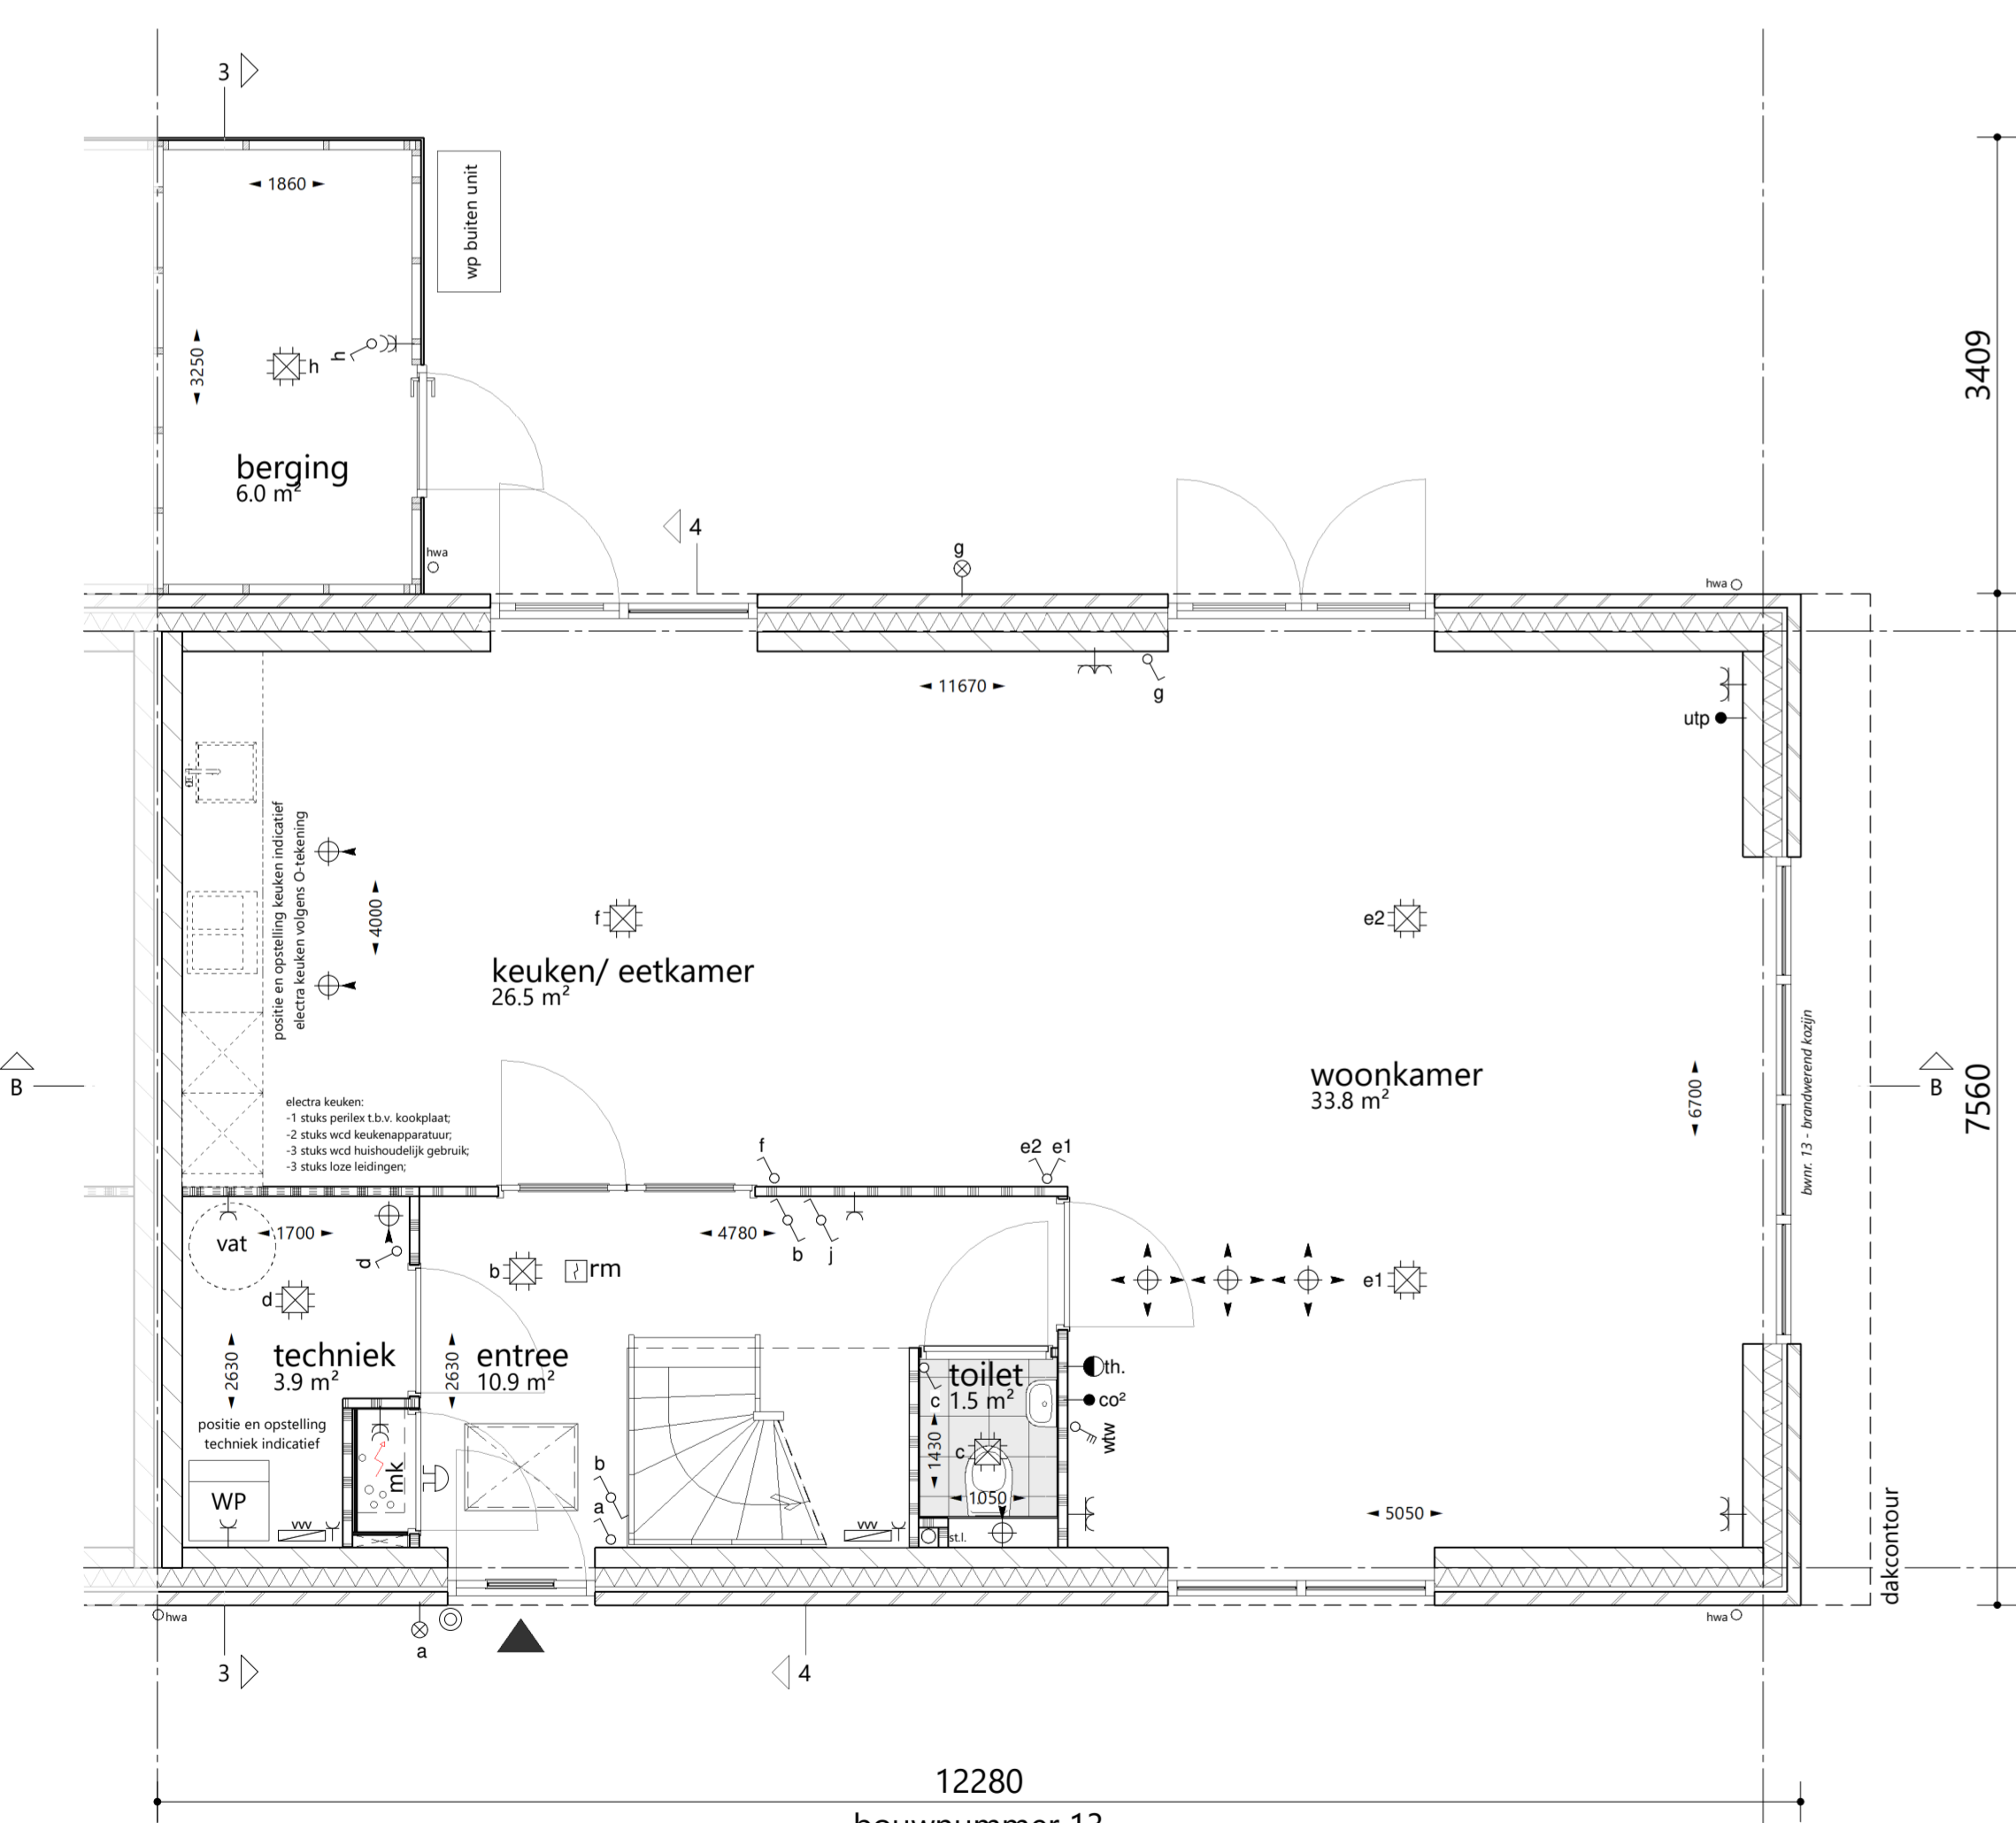 3
1860
wp buiten unit
3250
h
h
berging
6.0 m²
3409
4
hwa
g
hwa
11670
g
utp
positie en opstelling keuken indicatief
electra keuken volgens O-tekening
4000
f
e2
keuken/ eetkamer
26.5 m²
bwnr. 13 - brandwerend kozijn
B
woonkamer
33.8 m²
6700
B
7560
electra keuken:
-1 stuks perilex t.b.v. kookplaat;
-2 stuks wcd keukenapparatuur;
-3 stuks wcd huishoudelijk gebruik;
-3 stuks loze leidingen;
f
e2 e1
vat
1700
d
4780
b
j
b
rm
e1
d
techniek
3.9 m²
2630
2630
entree
10.9 m²
toilet
1.5 m²
c
th.
co²
wtw
positie en opstelling
techniek indicatief
mk
1430
c
b
a
WP
1050
st.l.
5050
dakcontour
hwa
a
hwa
3
4
12280
bouwnummer 13